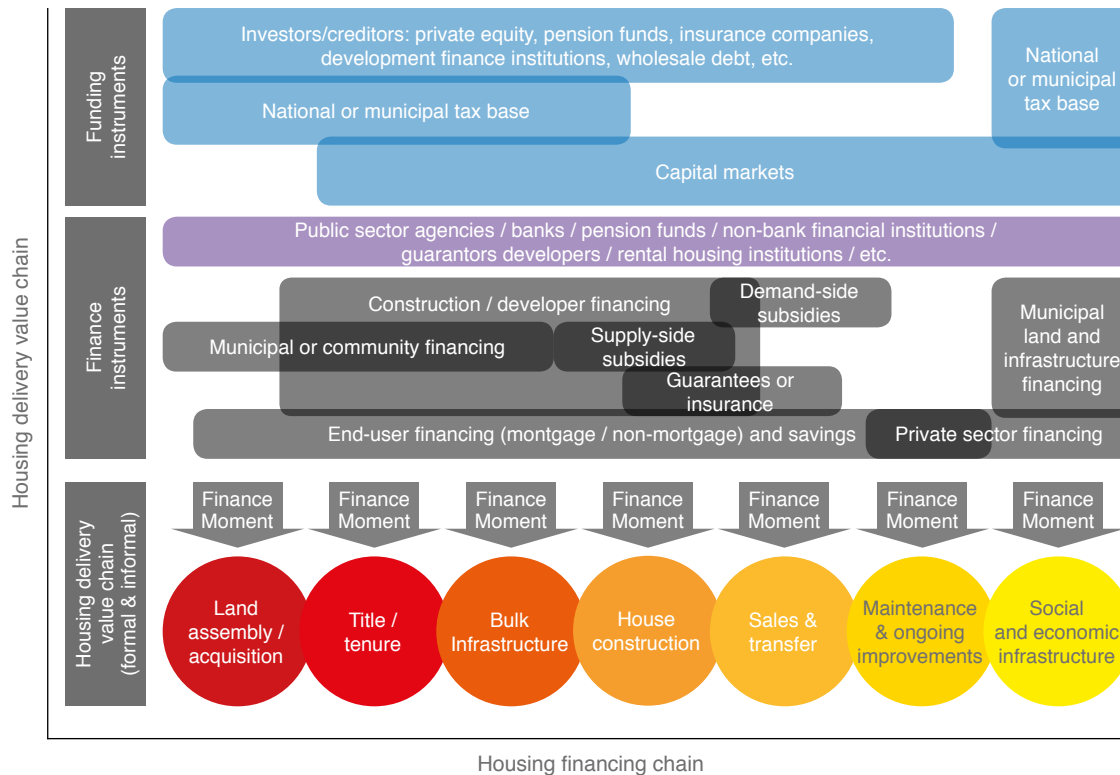 Housing delivery value chain
Funding
instruments
Investors/creditors: private equity, pension funds, insurance companies,
development finance institutions, wholesale debt, etc.
National
or municipal
tax base
National or municipal tax base
Capital markets
Finance
instruments
Public sector agencies / banks / pension funds / non-bank financial institutions /
guarantors developers / rental housing institutions / etc.
Construction / developer financing
Demand-side
subsidies
Municipal
land and
infrastructure
financing
Municipal or community financing
Supply-side
subsidies
Guarantees or
insurance
End-user financing (montgage / non-mortgage) and savings
Private sector financing
Housing delivery
value chain
(formal & informal)
Finance
Moment
Finance
Moment
Finance
Moment
Finance
Moment
Finance
Moment
Finance
Moment
Finance
Moment
Land
assembly /
acquisition
Title /
tenure
Bulk
Infrastructure
House
construction
Sales &
transfer
Maintenance
& ongoing
improvements
Social
and economic
infrastructure
Housing financing chain